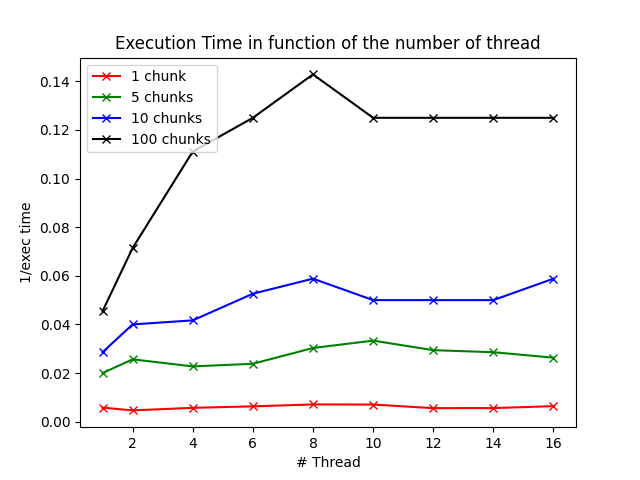 Execution Time in function of the number of thread
1 chunk
5 chunks
10 chunks
100 chunks
1/exec time
0.14
0.12
0.10
0.08
0.06
0.04
0.02
0.00
2 4 6 8 10 12 14 16
# Thread